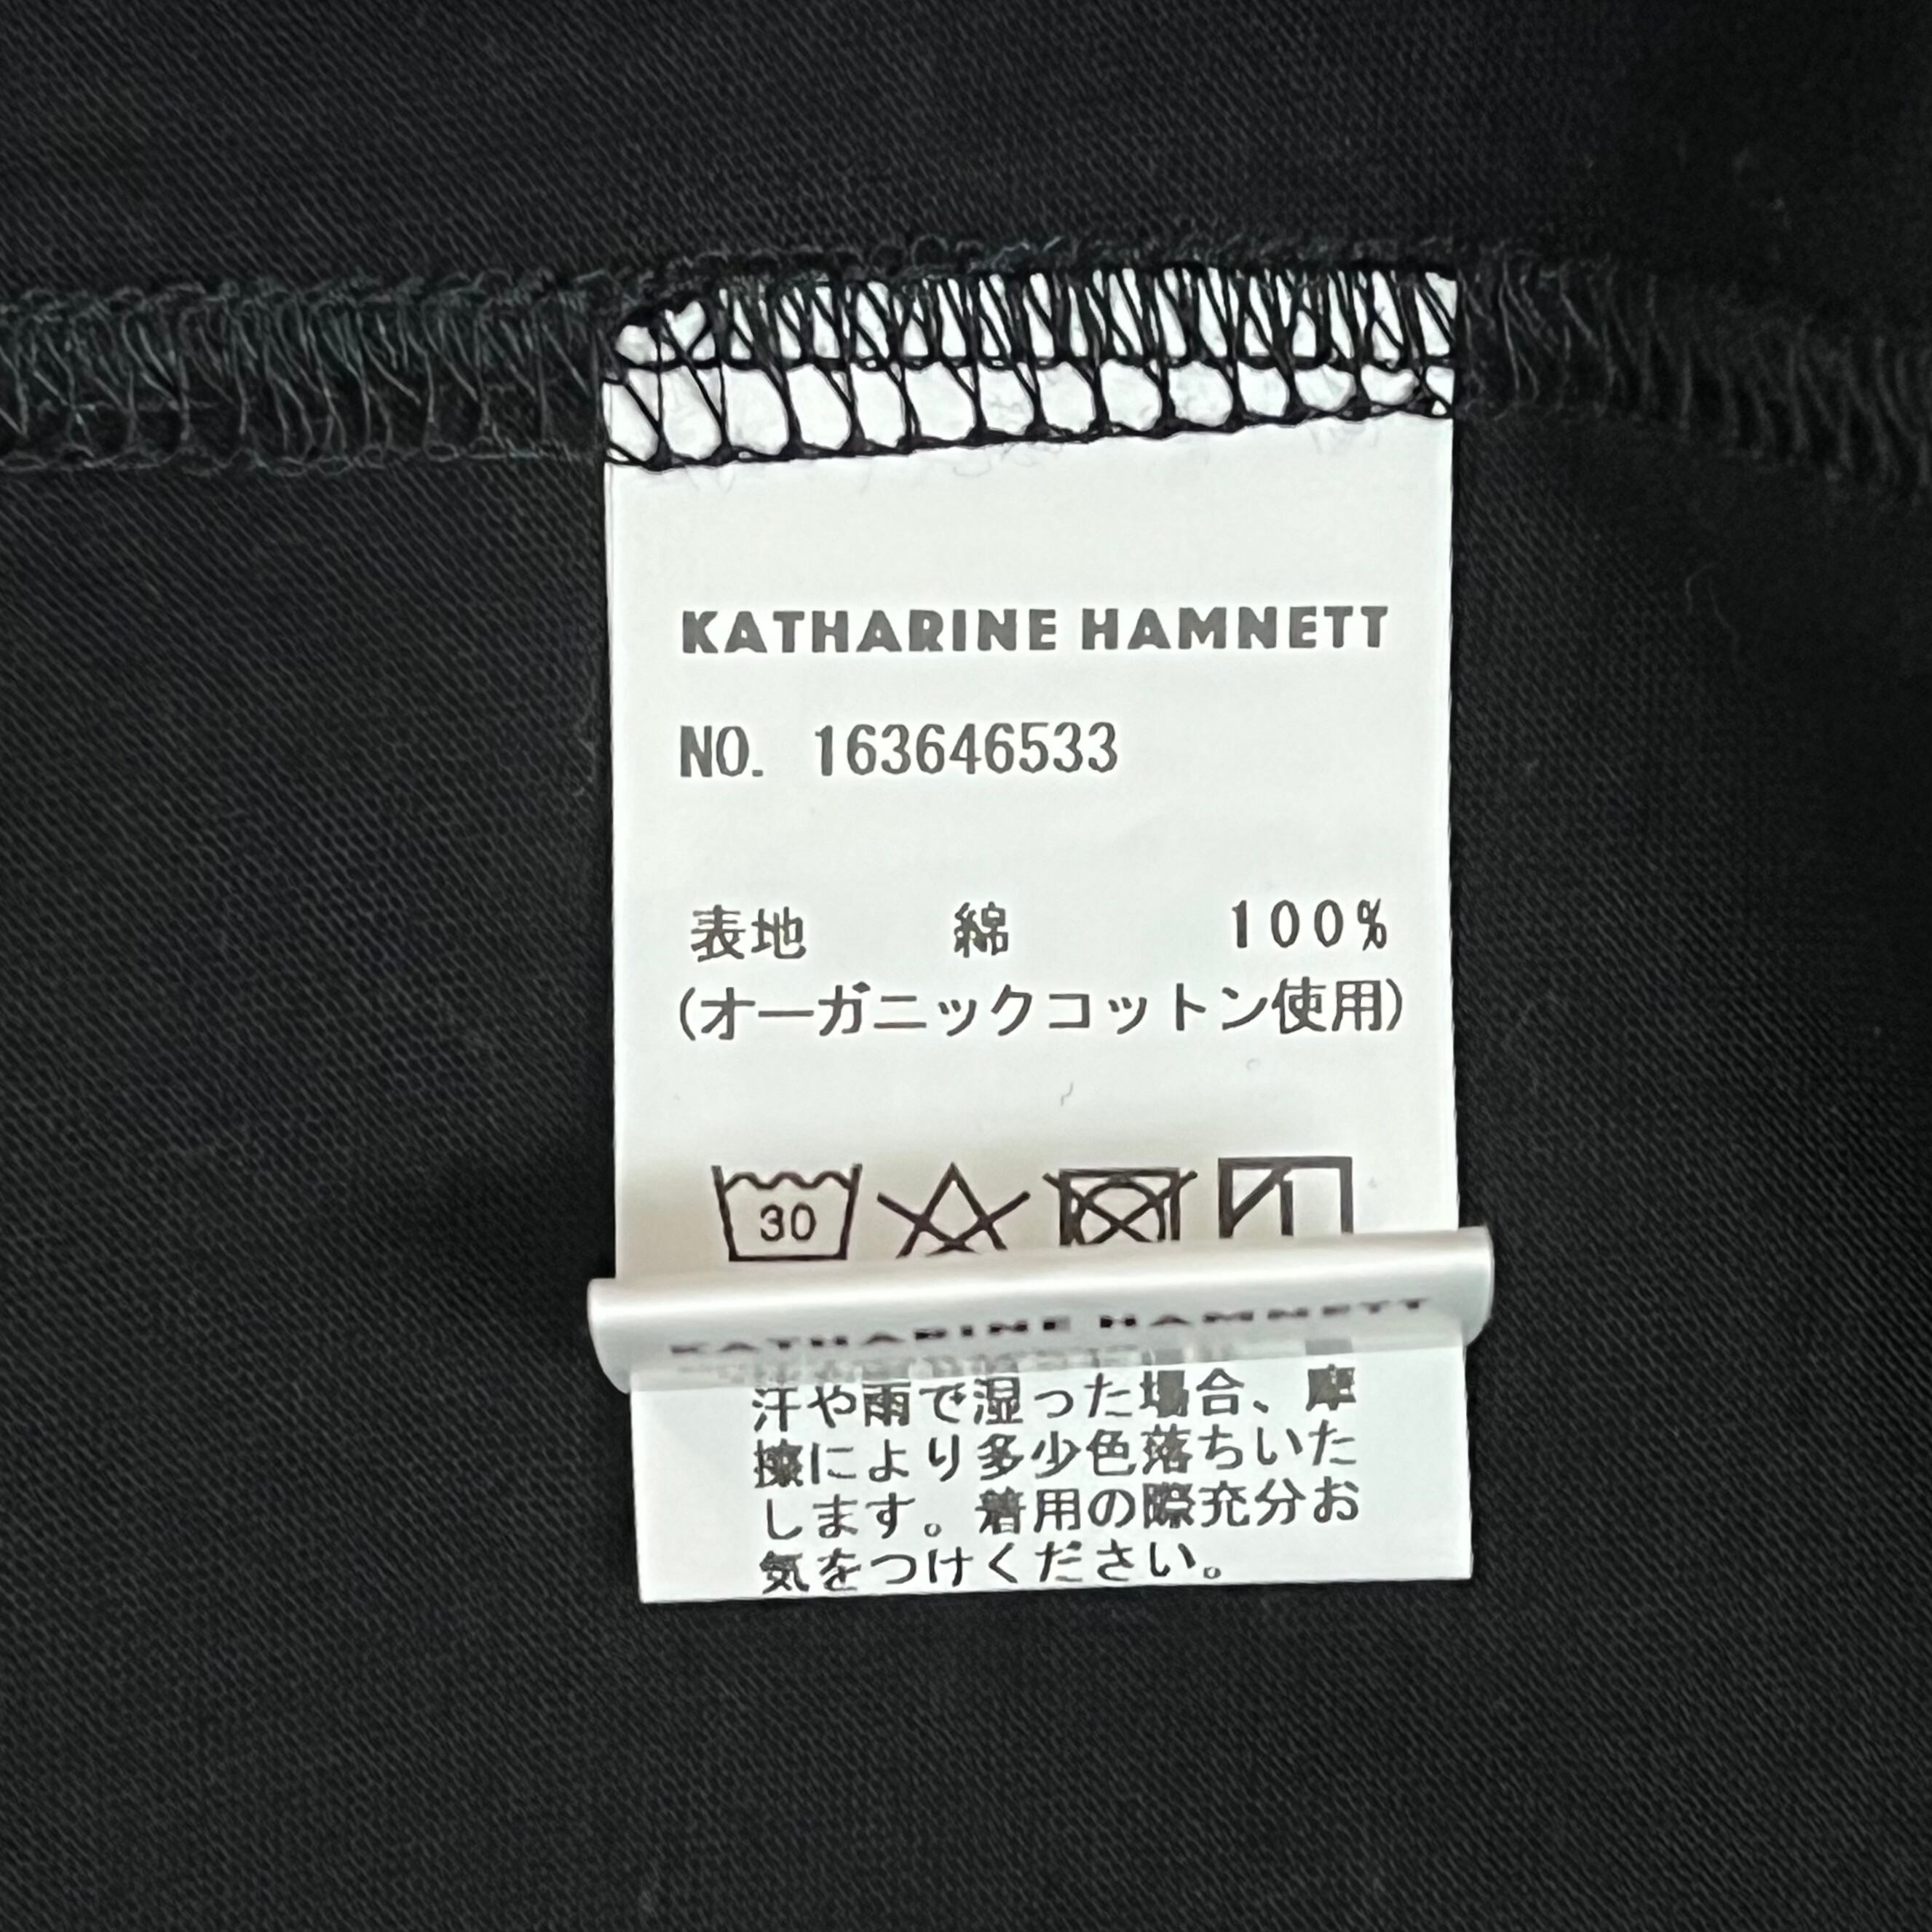 KATHARINE HAMNETT
NO. 163646533
表地 綿 100%
(オーガニックコットン使用)
30
KATHARINE HAMNETT
汗や雨で湿った場合、摩
擦により多少色落ちいた
します。着用の際充分お
気をつけください。